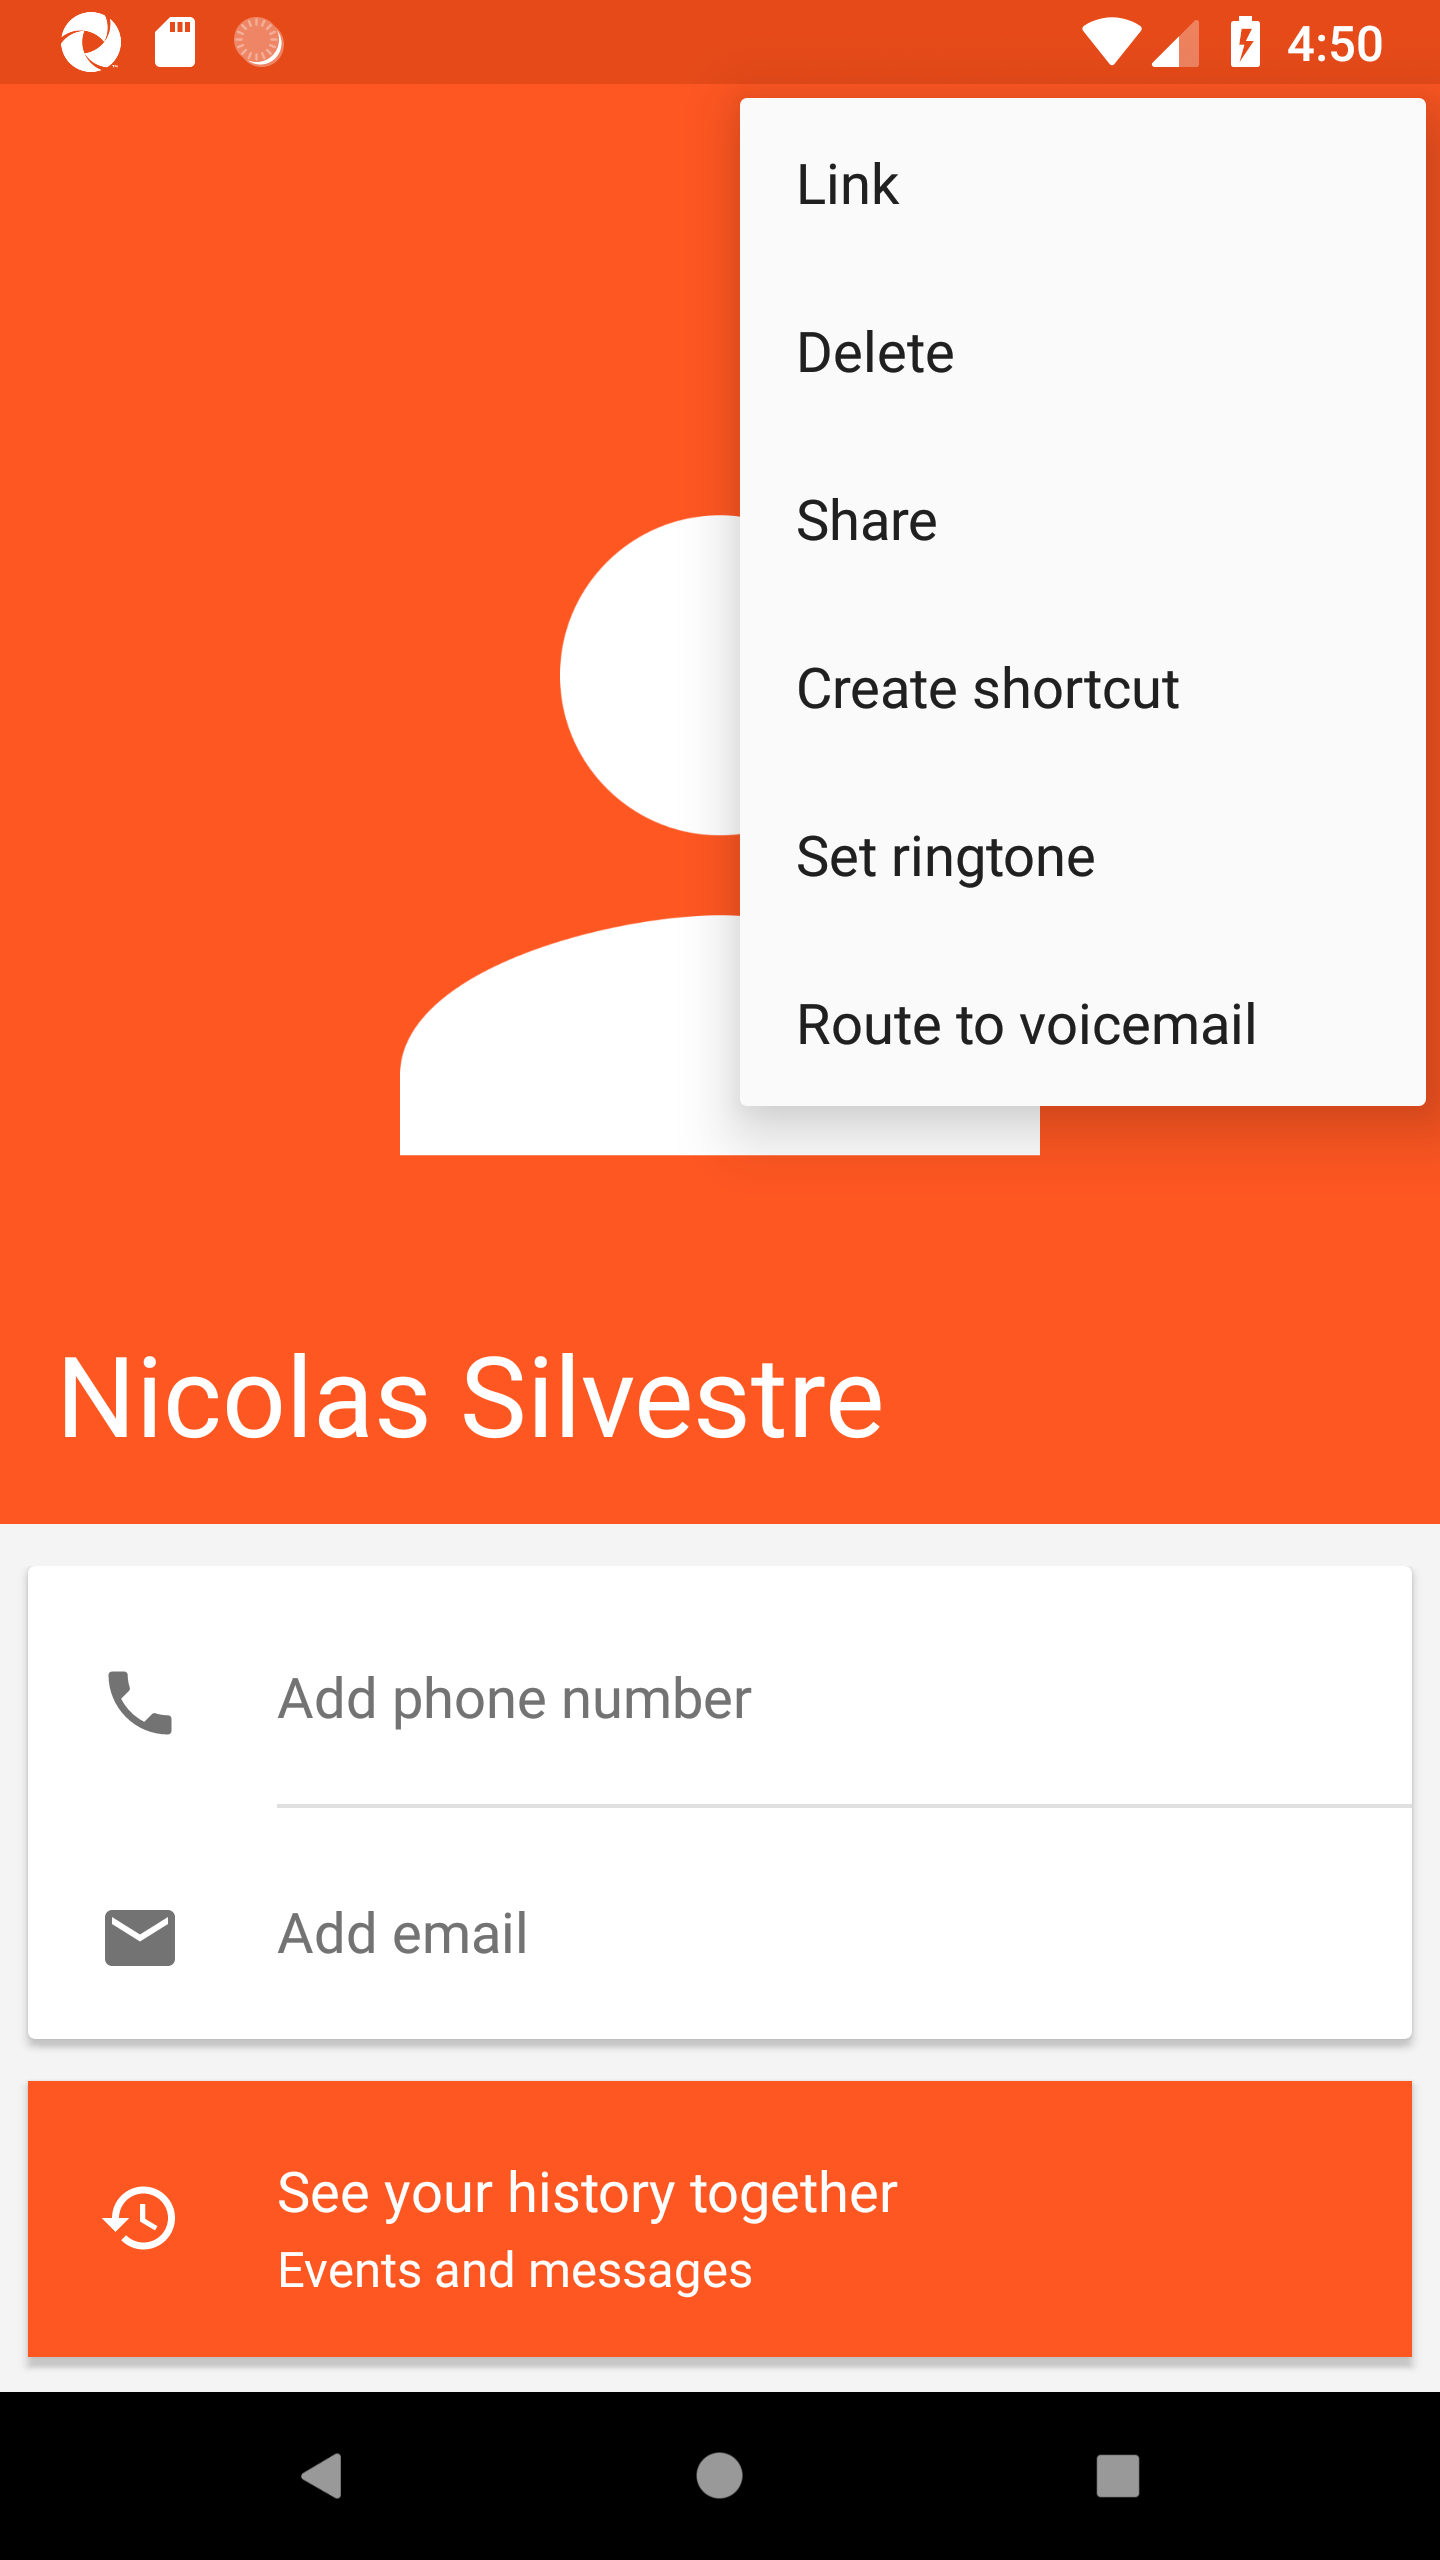 4:50
Link
Delete
Share
Create shortcut
Set ringtone
Route to voicemail
Nicolas Silvestre
Add phone number
Add email
See your history together
Events and messages